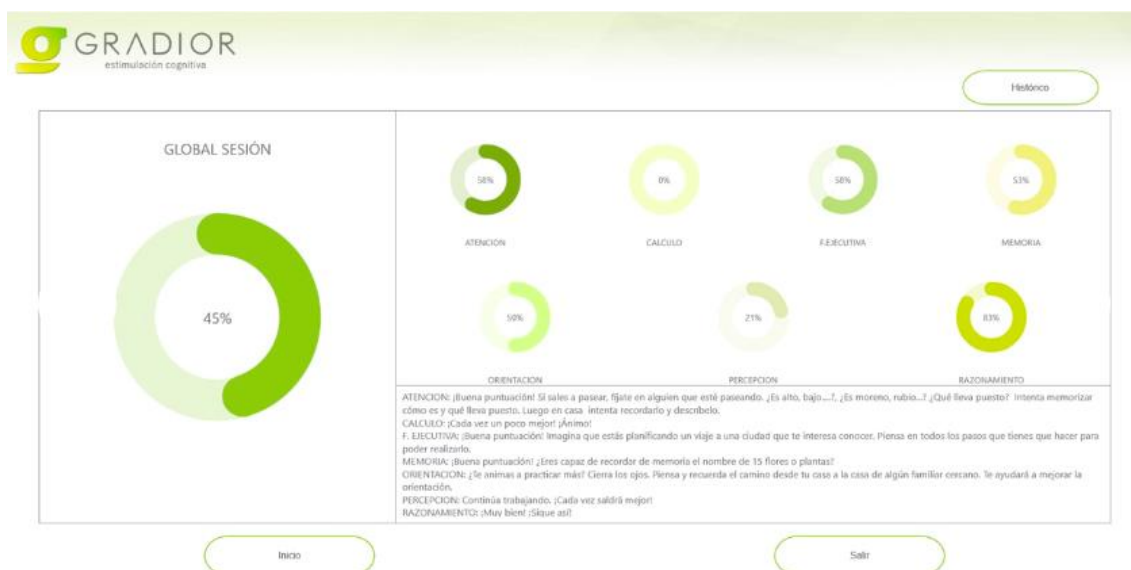 GRADIOR
estimulación cognitiva
Histórico
GLOBAL SESIÓN
45%
58%
0%
58%
53%
ATENCION
CALCULO
F.EJECUTIVA
MEMORIA
50%
21%
83%
ORIENTACION
PERCEPCION
RAZONAMIENTO
ATENCION: ¡Buena puntuación! Si sales a pasear, fíjate en alguien que esté paseando. ¿Es alto, bajo...?, ¿Es moreno, rubio...? ¿Qué lleva puesto? Intenta memorizar
cómo es y qué lleva puesto. Luego en casa intenta recordarlo y descríbelo.
CALCULO: ¡Cada vez un poco mejor! ¡Ánimo!
F. EJECUTIVA: ¡Buena puntuación! Imagina que estás planificando un viaje a una ciudad que te interesa conocer. Piensa en todos los pasos que tienes que hacer para
poder realizarlo.
MEMORIA: ¡Buena puntuación! ¿Eres capaz de recordar de memoria el nombre de 15 flores o plantas?
ORIENTACION: ¿Te animas a practicar más? Cierra los ojos. Piensa y recuerda el camino desde tu casa a la casa de algún familiar cercano. Te ayudará a mejorar la
orientación.
PERCEPCION: Continúa trabajando. ¡Cada vez saldrá mejor!
RAZONAMIENTO: ¡Muy bien! ¡Sigue así!
Inicio
Salir